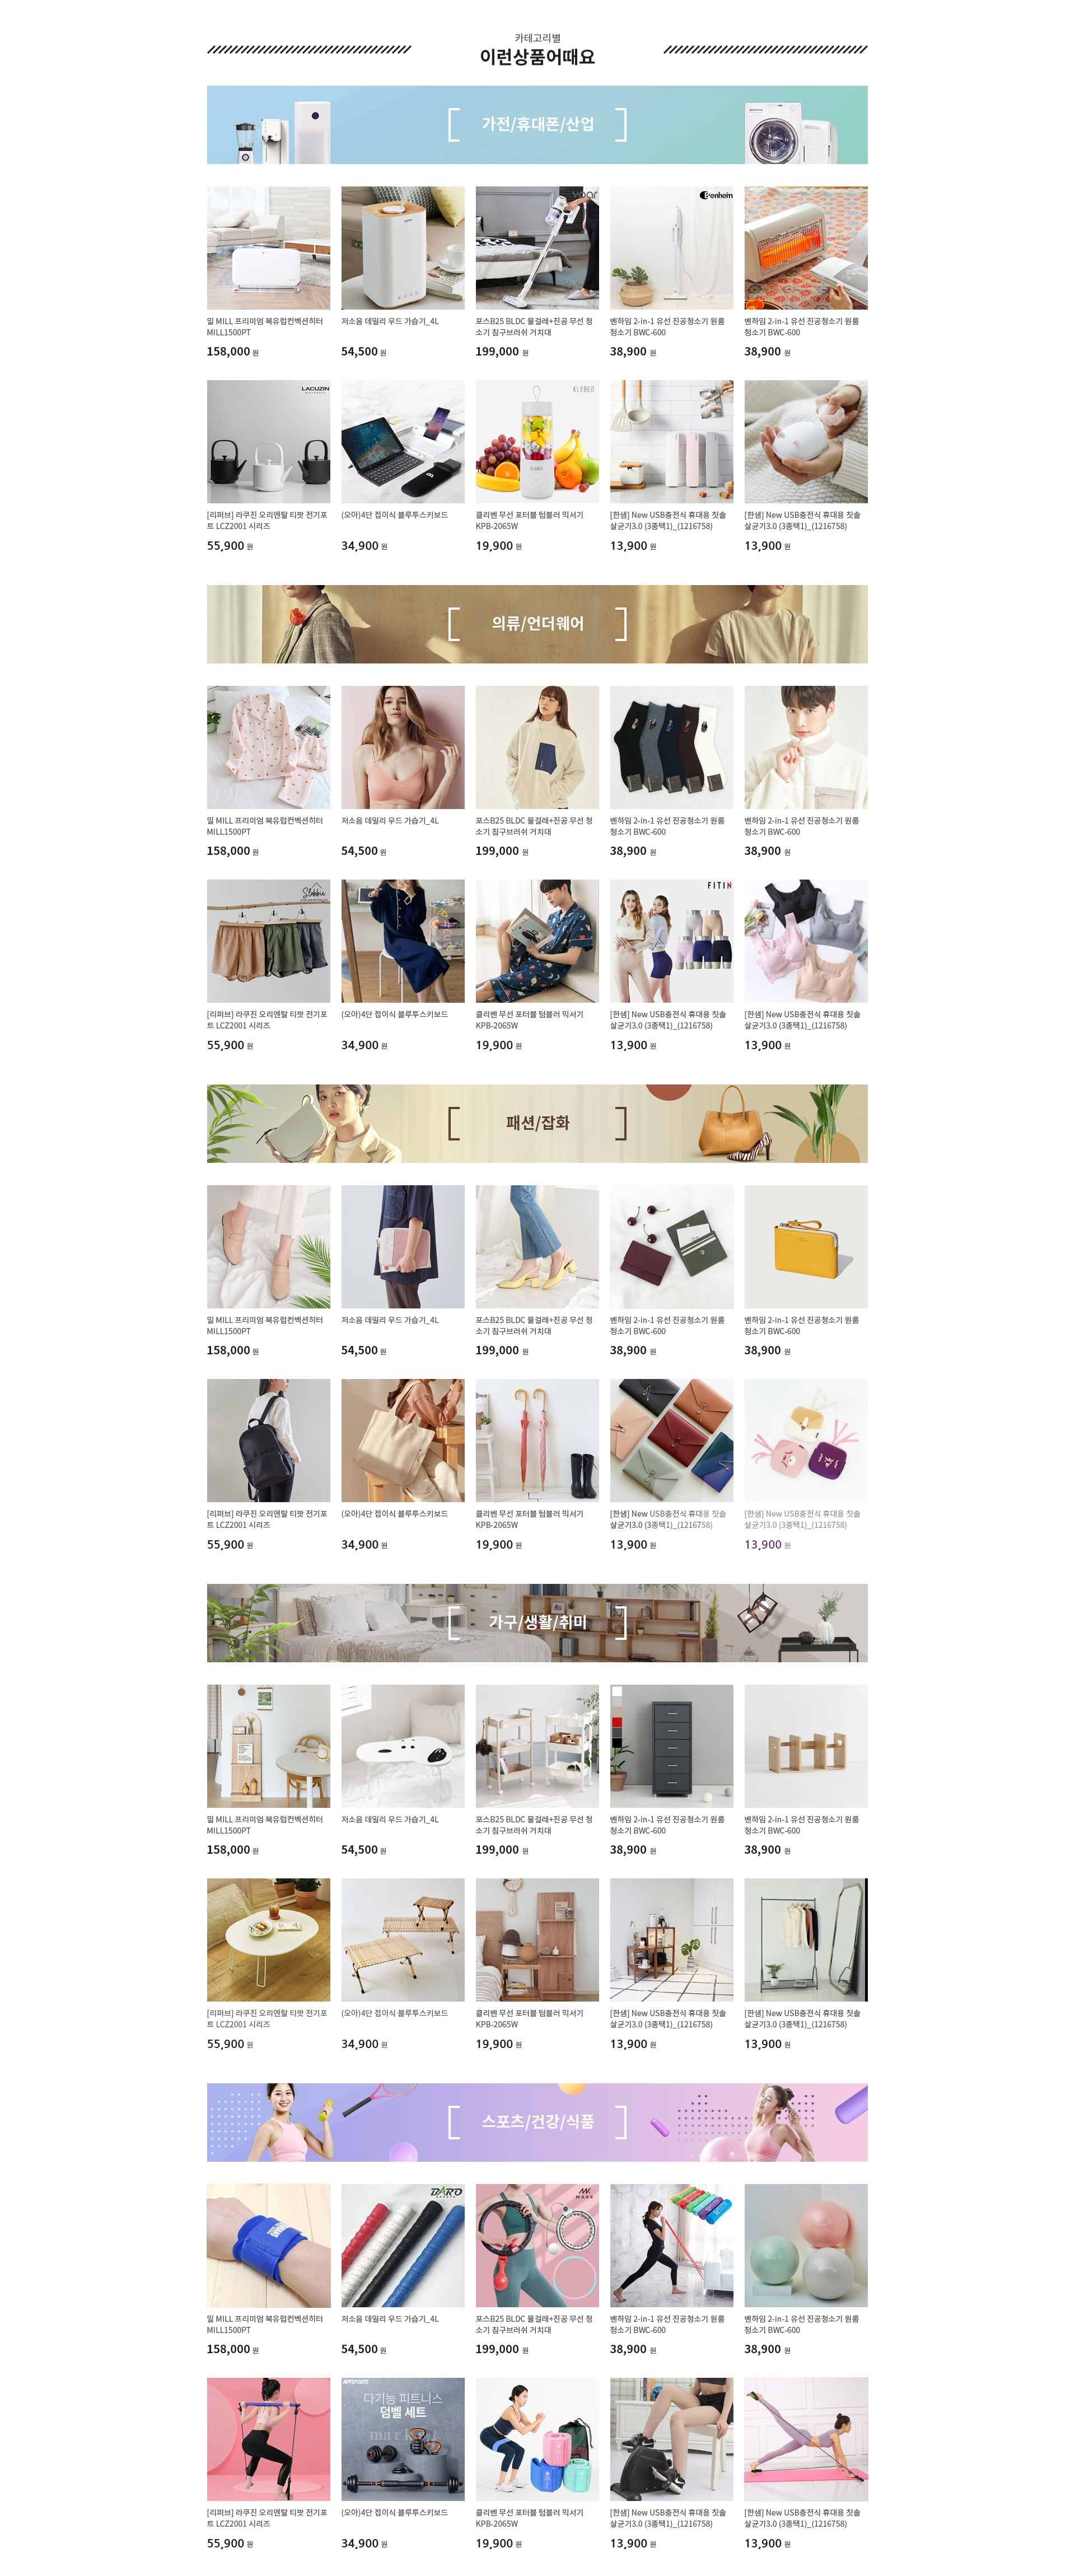 카테고리별
이런상품어때요
가전/휴대폰/산업
enheim
밀 MILL 프리미엄 북유럽컨벡션히터
MILL1500PT
158,000 원
저소음 데일리 우드 가습기_4L
54,500 원
포스B25 BLDC 물걸레+진공 무선 청
소기 침구브러쉬 거치대
199,000 원
벤하임 2-in-1 유선 진공청소기 원룸
청소기 BWC-600
38,900 원
벤하임 2-in-1 유선 진공청소기 원룸
청소기 BWC-600
38,900 원
LACUZIN
KLEBEN
KLEBEN
[리퍼브] 라쿠진 오리엔탈 티팟 전기포
트 LCZ2001 시리즈
55,900 원
(오아)4단 접이식 블루투스키보드
34,900 원
클리벤 무선 포터블 텀블러 믹서기
KPB-2065W
19,900 원
[한샘] New USB충전식 휴대용 칫솔
살균기3.0 (3종택1)_(1216758)
13,900 원
[한샘] New USB충전식 휴대용 칫솔
살균기3.0 (3종택1)_(1216758)
13,900 원
의류/언더웨어
밀 MILL 프리미엄 북유럽컨벡션히터
MILL1500PT
158,000 원
저소음 데일리 우드 가습기_4L
54,500 원
포스B25 BLDC 물걸레+진공 무선 청
소기 침구브러쉬 거치대
199,000 원
벤하임 2-in-1 유선 진공청소기 원룸
청소기 BWC-600
38,900 원
벤하임 2-in-1 유선 진공청소기 원룸
청소기 BWC-600
38,900 원
FITIN
[리퍼브] 라쿠진 오리엔탈 티팟 전기포
트 LCZ2001 시리즈
55,900 원
(오아)4단 접이식 블루투스키보드
34,900 원
클리벤 무선 포터블 텀블러 믹서기
KPB-2065W
19,900 원
[한샘] New USB충전식 휴대용 칫솔
살균기3.0 (3종택1)_(1216758)
13,900 원
[한샘] New USB충전식 휴대용 칫솔
살균기3.0 (3종택1)_(1216758)
13,900 원
패션/잡화
밀 MILL 프리미엄 북유럽컨벡션히터
MILL1500PT
158,000 원
저소음 데일리 우드 가습기_4L
54,500 원
포스B25 BLDC 물걸레+진공 무선 청
소기 침구브러쉬 거치대
199,000 원
벤하임 2-in-1 유선 진공청소기 원룸
청소기 BWC-600
38,900 원
벤하임 2-in-1 유선 진공청소기 원룸
청소기 BWC-600
38,900 원
[리퍼브] 라쿠진 오리엔탈 티팟 전기포
트 LCZ2001 시리즈
55,900 원
(오아)4단 접이식 블루투스키보드
34,900 원
클리벤 무선 포터블 텀블러 믹서기
KPB-2065W
19,900 원
[한샘] New USB충전식 휴대용 칫솔
살균기3.0 (3종택1)_(1216758)
13,900 원
[한샘] New USB충전식 휴대용 칫솔
살균기3.0 (3종택1)_(1216758)
13,900 원
가구/생활/취미
밀 MILL 프리미엄 북유럽컨벡션히터
MILL1500PT
158,000 원
저소음 데일리 우드 가습기_4L
54,500 원
포스B25 BLDC 물걸레+진공 무선 청
소기 침구브러쉬 거치대
199,000 원
벤하임 2-in-1 유선 진공청소기 원룸
청소기 BWC-600
38,900 원
벤하임 2-in-1 유선 진공청소기 원룸
청소기 BWC-600
38,900 원
[리퍼브] 라쿠진 오리엔탈 티팟 전기포
트 LCZ2001 시리즈
55,900 원
(오아)4단 접이식 블루투스키보드
34,900 원
클리벤 무선 포터블 텀블러 믹서기
KPB-2065W
19,900 원
[한샘] New USB충전식 휴대용 칫솔
살균기3.0 (3종택1)_(1216758)
13,900 원
[한샘] New USB충전식 휴대용 칫솔
살균기3.0 (3종택1)_(1216758)
13,900 원
스포츠/건강/식품
BARO
MADE
밀 MILL 프리미엄 북유럽컨벡션히터
MILL1500PT
158,000 원
저소음 데일리 우드 가습기_4L
54,500 원
포스B25 BLDC 물걸레+진공 무선 청
소기 침구브러쉬 거치대
199,000 원
벤하임 2-in-1 유선 진공청소기 원룸
청소기 BWC-600
38,900 원
벤하임 2-in-1 유선 진공청소기 원룸
청소기 BWC-600
38,900 원
APPSPORTS
다기능 피트니스
덤벨 세트
[리퍼브] 라쿠진 오리엔탈 티팟 전기포
트 LCZ2001 시리즈
55,900 원
(오아)4단 접이식 블루투스키보드
34,900 원
클리벤 무선 포터블 텀블러 믹서기
KPB-2065W
19,900 원
[한샘] New USB충전식 휴대용 칫솔
살균기3.0 (3종택1)_(1216758)
13,900 원
[한샘] New USB충전식 휴대용 칫솔
살균기3.0 (3종택1)_(1216758)
13,900 원